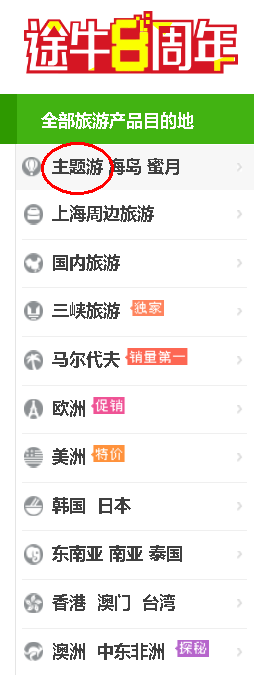 途牛8周年
全部旅游产品目的地
主题游 海岛 蜜月
上海周边旅游
国内旅游
三峡旅游 独家
马尔代夫 销量第一
欧洲 促销
美洲 特价
韩国 日本
东南亚 南亚 泰国
香港 澳门 台湾
澳洲 中东非洲 探秘